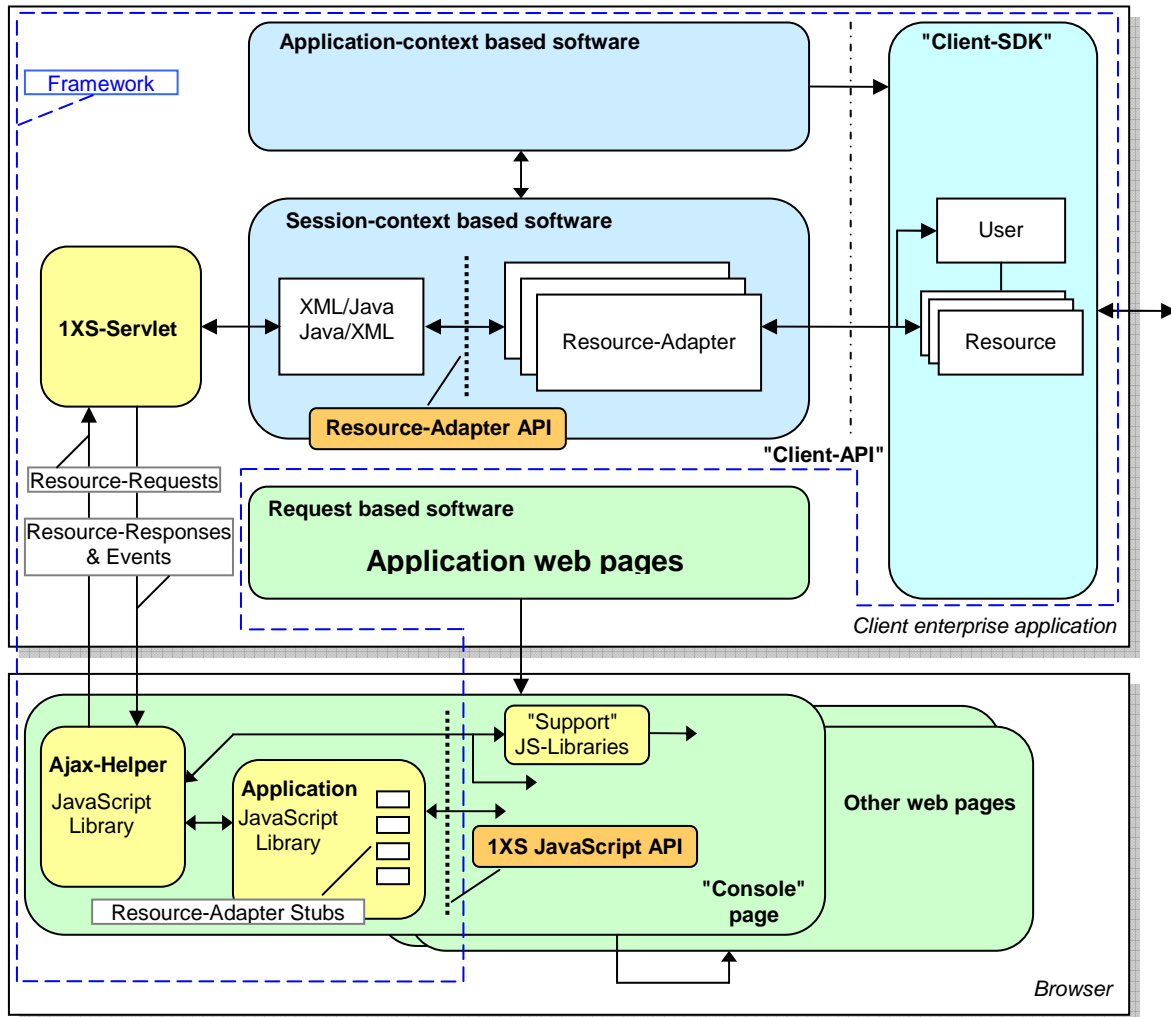 Application-context based software
"Client-SDK"
Framework
Session-context based software
User
XML/Java
Java/XML
1XS-Servlet
Resource-Adapter
Resource
Resource-Adapter API
"Client-API"
Resource-Requests
Request based software
Resource-Responses
& Events
Application web pages
Client enterprise application
"Support"
JS-Libraries
Ajax-Helper
JavaScript
Library
Application
JavaScript
Library
Other web pages
1XS JavaScript API
"Console"
page
Resource-Adapter Stubs
Browser